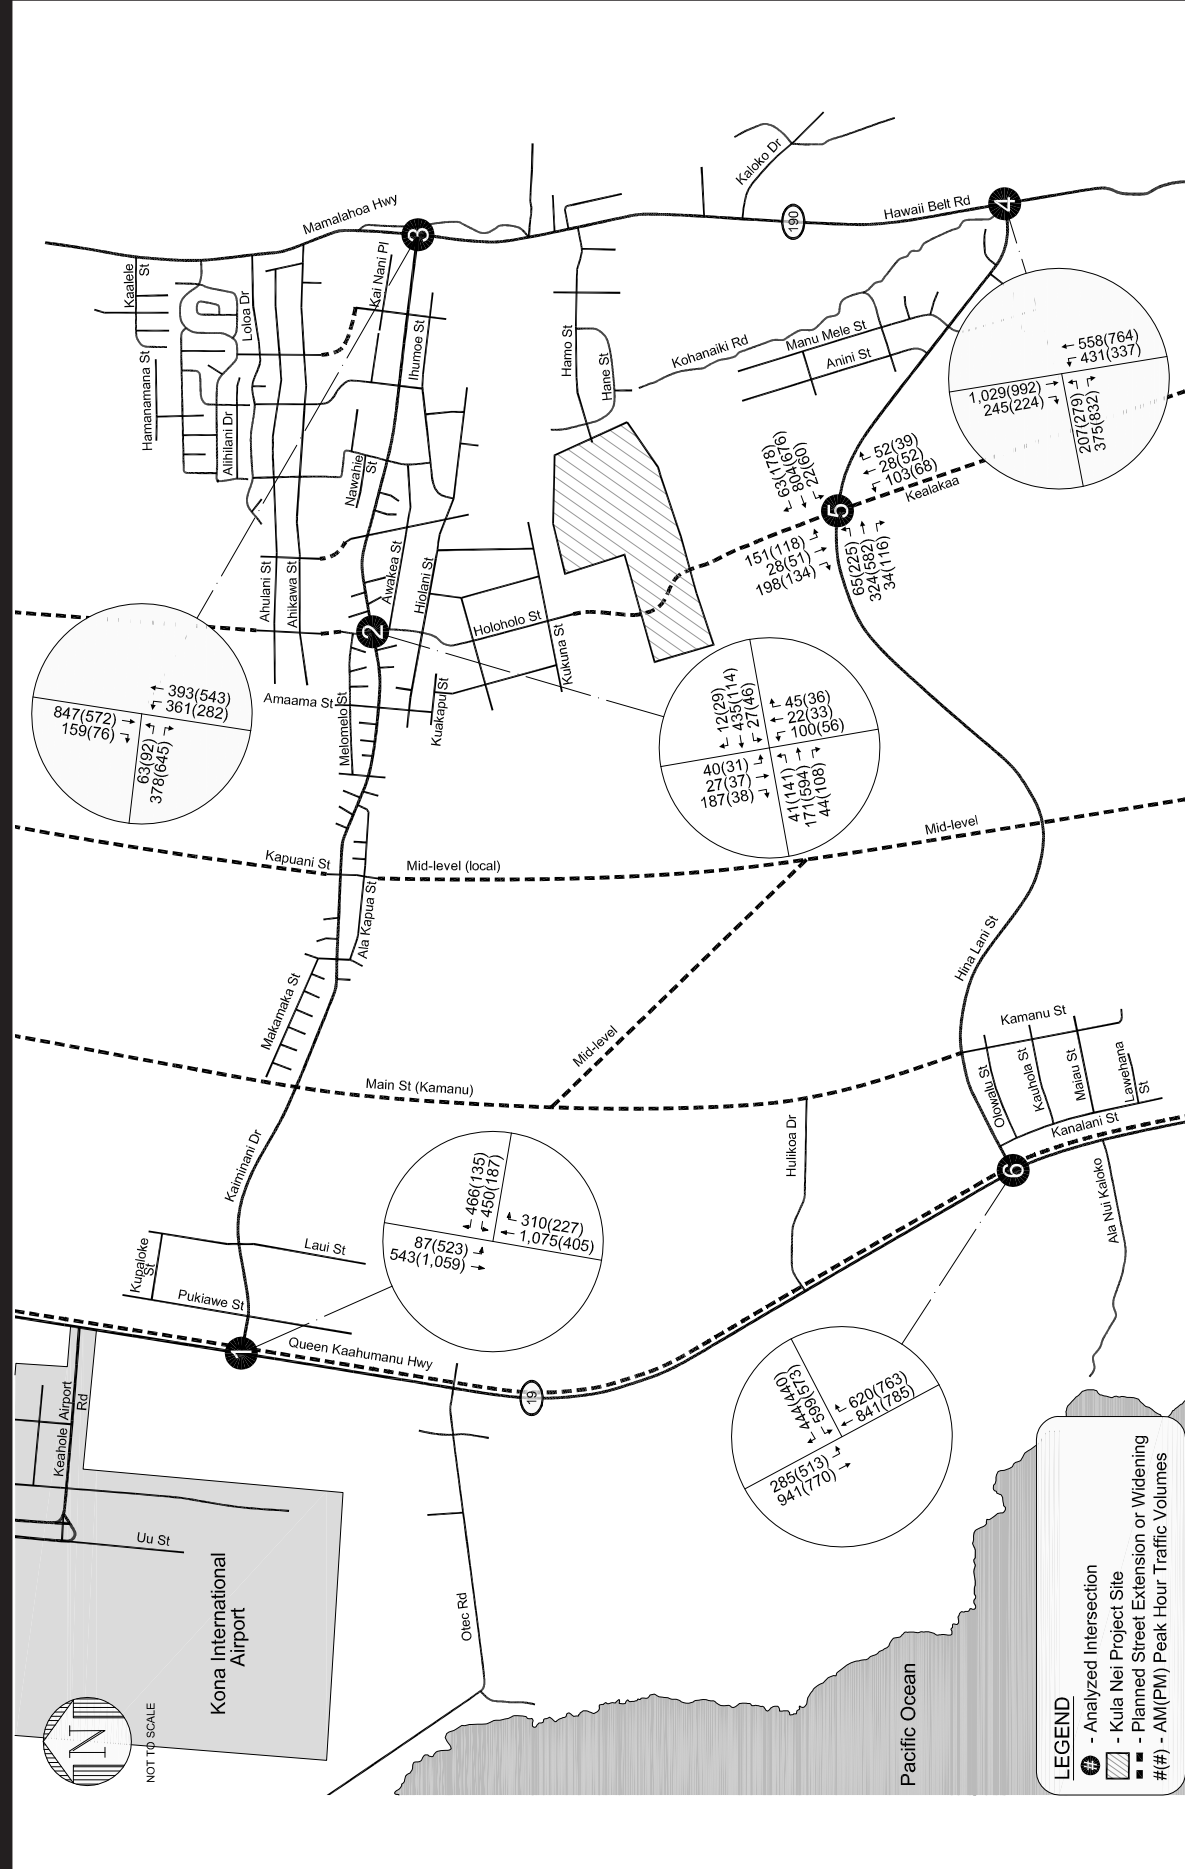 Mamalahoa Hwy
Kaalele
St
Kai Nani Pl
Loloa Dr
Hamanamana St
Alihilani Dr
Ihumoe St
Nawahie
St
Ahulani St
Ahikawa St
Awakea St
Hiolani St
Holoholo St
Kukuna St
Amaama St
Melomelo St
Kuakapu St
Hamo St
Hane St
Kohanaiki Rd
Manu Mele St
Anini St
Kaloko Dr
Hawaii Belt Rd
190
Kealakaa
Kapuani St
Mid-level (local)
Mid-level
Ala Kapua St
Makamaka St
Main St (Kamanu)
Mid-level
Kaiminani Dr
Hina Lani St
Kamanu St
Olowalu St
Kauhola St
Maiau St
Lawehana
St
Kanalani St
Hulikoa Dr
Ala Nui Kaloko
Kupaloke
St
Laui St
Pukiawe St
Queen Kaahumanu Hwy
19
Keahole Airport
Rd
Uu St
Otec Rd
Kona International
Airport
Pacific Ocean
1
2
3
4
5
6
393(543)
361(282)
847(572)
159(76)
63(92)
378(645)
558(764)
431(337)
1,029(992)
245(224)
207(279)
375(832)
63(178)
804(676)
22(60)
52(39)
28(52)
103(68)
151(118)
28(51)
198(134)
65(225)
324(582)
34(116)
12(29)
435(114)
27(46)
45(36)
22(33)
100(56)
40(31)
27(37)
187(38)
41(141)
171(594)
44(108)
466(135)
450(187)
310(227)
1,075(405)
87(523)
543(1,059)
444(440)
599(573)
620(763)
841(785)
285(513)
941(770)
N
NOT TO SCALE
LEGEND
# - Analyzed Intersection
- Kula Nei Project Site
- Planned Street Extension or Widening
#(#) - AM(PM) Peak Hour Traffic Volumes